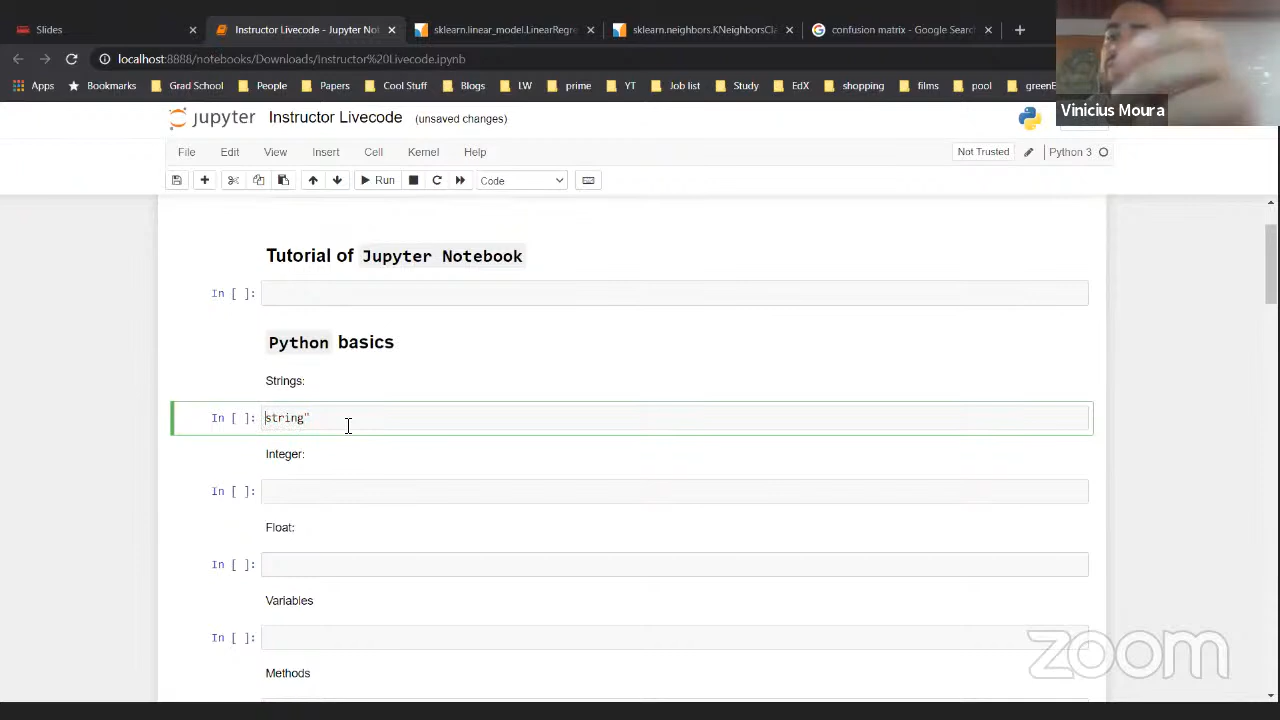 Slides
Instructor Livecode - Jupyter Not
sklearn.linear_model.LinearRegre
sklearn.neighbors.KNeighborsCla
confusion matrix - Google Search
localhost:8888/notebooks/Downloads/Instructor%20Livecode.ipynb
Apps
Bookmarks
Grad School
People
Papers
Cool Stuff
Blogs
LW
prime
YT
Job list
Study
EdX
shopping
films
pool
greenE
Vinicius Moura
jupyter Instructor Livecode (unsaved changes)
File Edit View Insert Cell Kernel Help
Not Trusted
Python 3
Run
Code
Tutorial of Jupyter Notebook
In [ ]:
Python basics
Strings:
In [ ]: string"
Integer:
In [ ]:
Float:
In [ ]:
Variables
In [ ]:
Methods
zoom